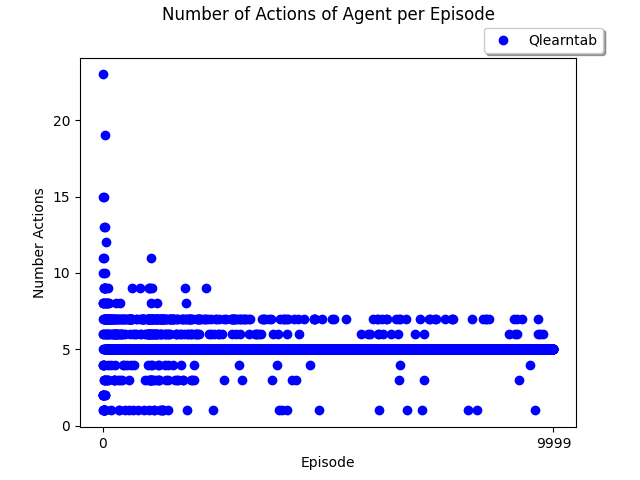 Number of Actions of Agent per Episode
Qlearntab
20
15
10
5
0
Number Actions
0
9999
Episode